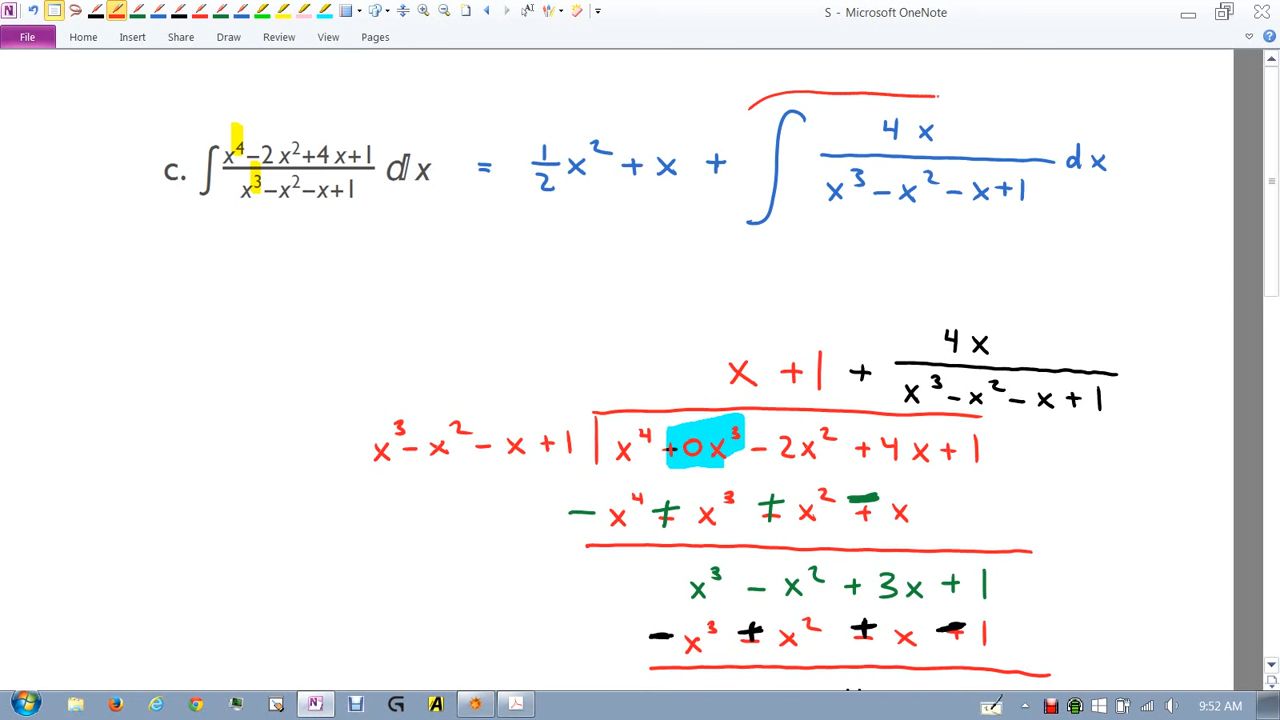 S - Microsoft OneNote
File Home Insert Share Draw Review View Pages
c. ∫ (x⁴−2x²+4x+1)/(x³−x²−x+1) dx = 1/2 x² + x + ∫ 4x/(x³−x²−x+1) dx
x + 1 + 4x/(x³−x²−x+1)
x³−x²−x+1 | x⁴+0x³−2x²+4x+1
− x⁴ ∓ x³ ∓ x² ± x
x³ − x² + 3x + 1
− x³ ± x² ± x ∓ 1
9:52 AM